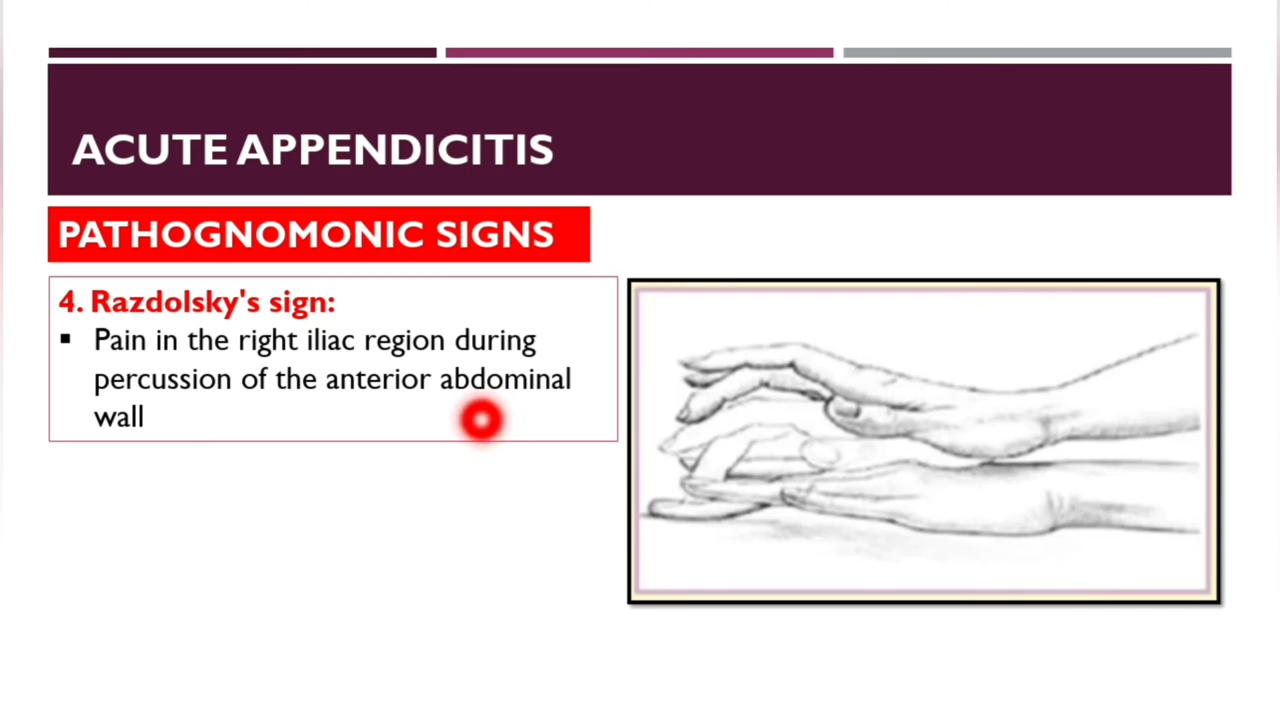 ACUTE APPENDICITIS
PATHOGNOMONIC SIGNS
4. Razdolsky's sign:
▪ Pain in the right iliac region during
percussion of the anterior abdominal
wall